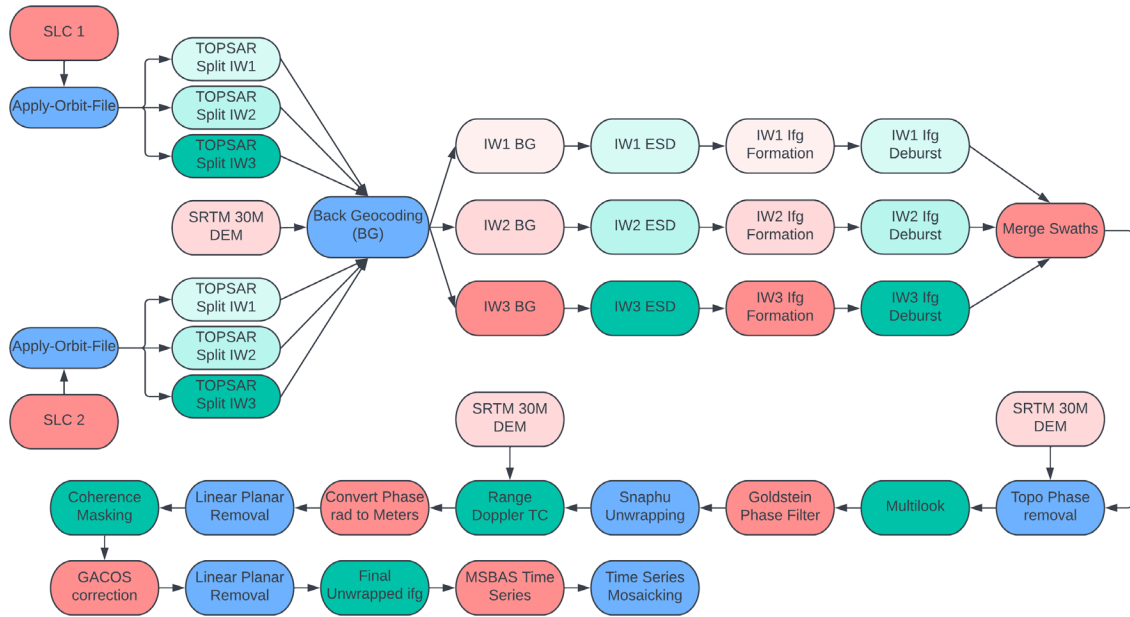 SLC 1
Apply-Orbit-File
TOPSAR
Split IW1
TOPSAR
Split IW2
TOPSAR
Split IW3
SRTM 30M
DEM
Back Geocoding
(BG)
TOPSAR
Split IW1
TOPSAR
Split IW2
TOPSAR
Split IW3
Apply-Orbit-File
SLC 2
IW1 BG
IW1 ESD
IW1 Ifg
Formation
IW1 Ifg
Deburst
IW2 BG
IW2 ESD
IW2 Ifg
Formation
IW2 Ifg
Deburst
Merge Swaths
IW3 BG
IW3 ESD
IW3 Ifg
Formation
IW3 Ifg
Deburst
SRTM 30M
DEM
SRTM 30M
DEM
Topo Phase
removal
Multilook
Goldstein
Phase Filter
Snaphu
Unwrapping
Range
Doppler TC
Convert Phase
rad to Meters
Linear Planar
Removal
Coherence
Masking
GACOS
correction
Linear Planar
Removal
Final
Unwrapped ifg
MSBAS Time
Series
Time Series
Mosaicking